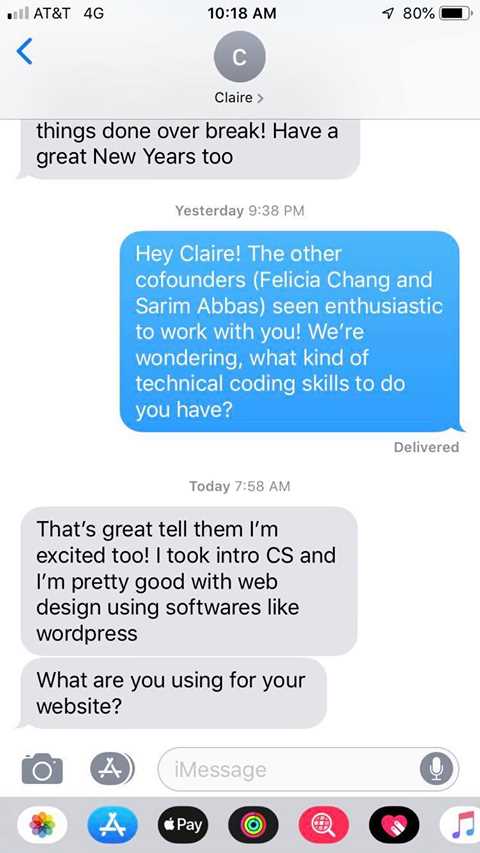 AT&T 4G 10:18 AM 80%
C
Claire >
things done over break! Have a
great New Years too
Yesterday 9:38 PM
Hey Claire! The other
cofounders (Felicia Chang and
Sarim Abbas) seen enthusiastic
to work with you! We're
wondering, what kind of
technical coding skills to do
you have?
Delivered
Today 7:58 AM
That's great tell them I'm
excited too! I took intro CS and
I'm pretty good with web
design using softwares like
wordpress
What are you using for your
website?
iMessage
Pay